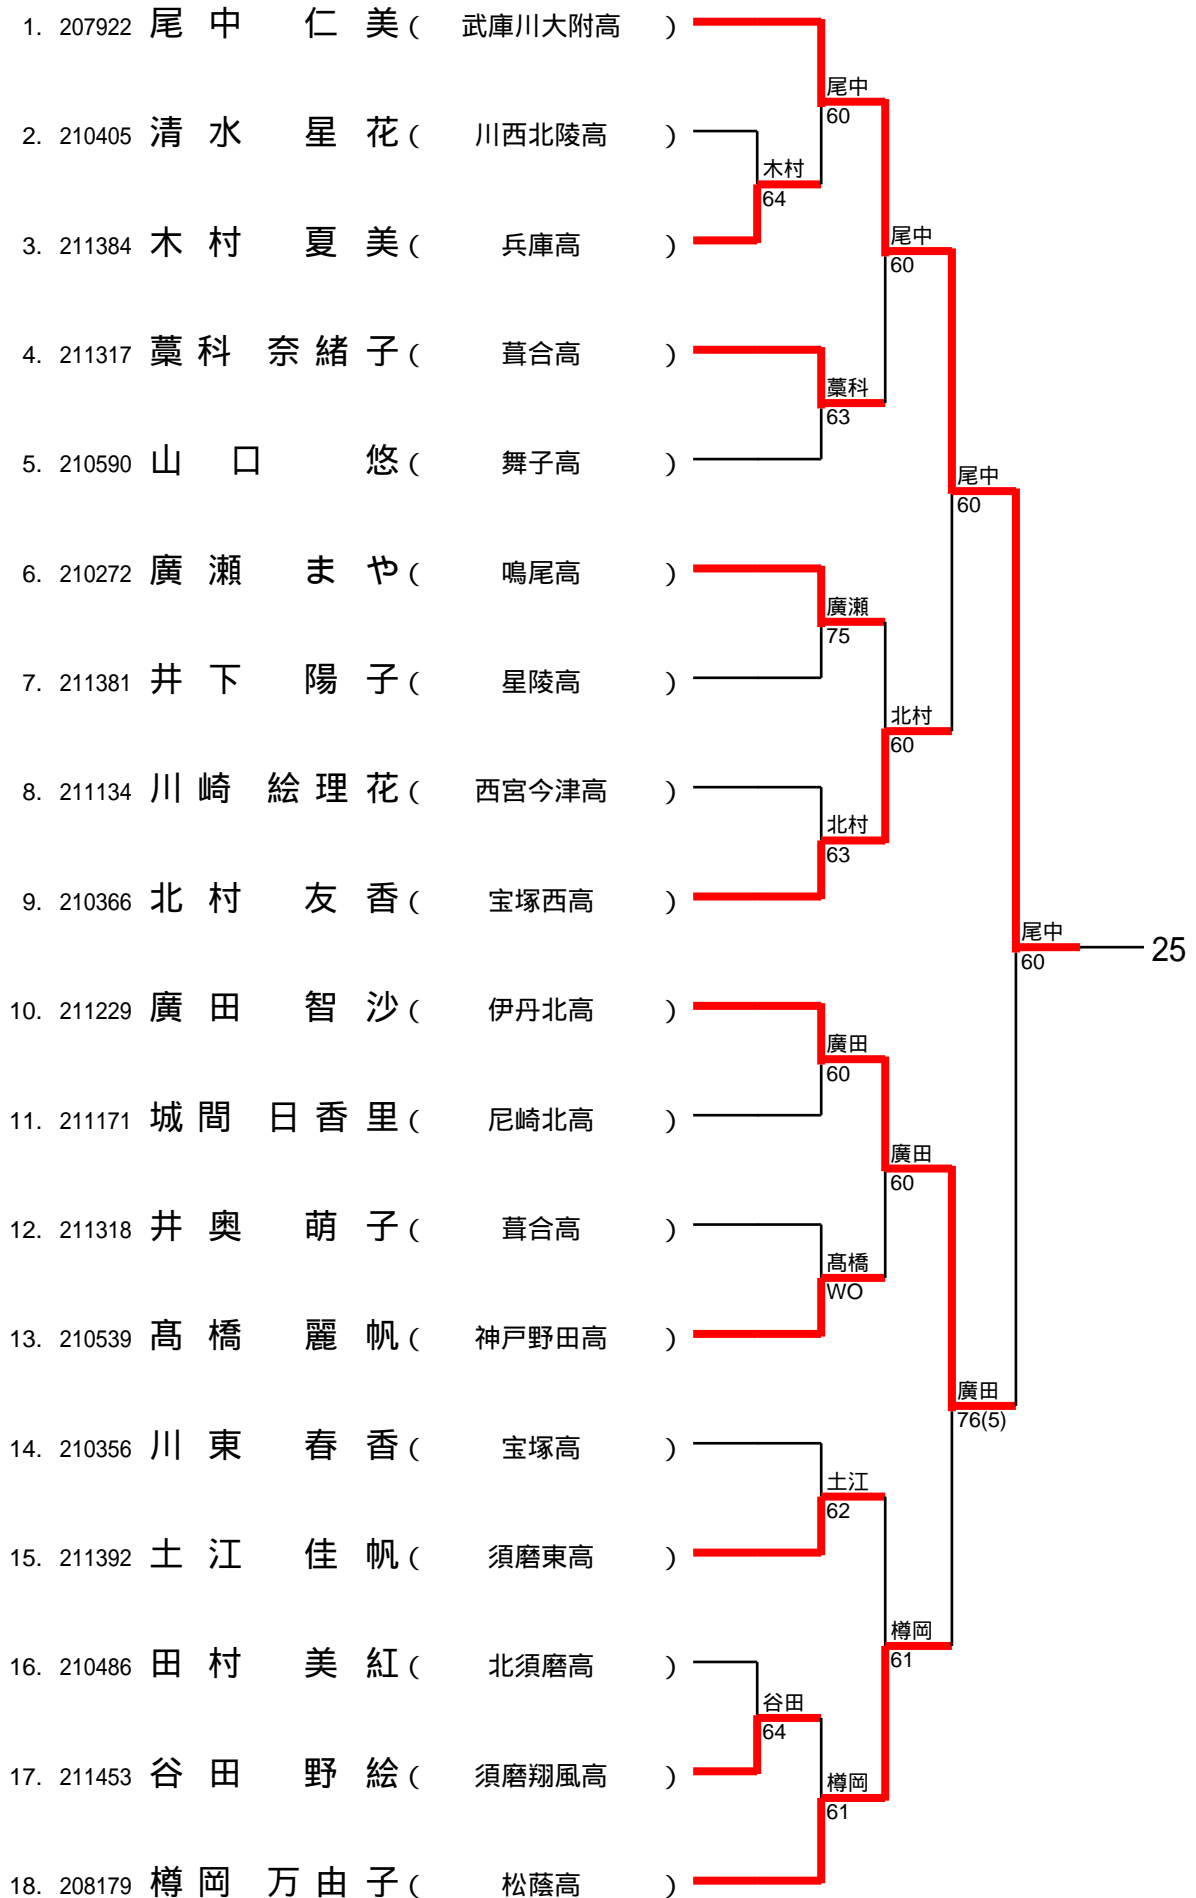 1. 207922 尾中 仁美 ( 武庫川大附高 )
尾中
60
2. 210405 清水 星花 ( 川西北陵高 )
木村
64
3. 211384 木村 夏美 ( 兵庫高 )
尾中
60
4. 211317 藁科 奈緒子 ( 葺合高 )
藁科
63
5. 210590 山口 悠 ( 舞子高 )
尾中
60
6. 210272 廣瀬 まや ( 鳴尾高 )
廣瀬
75
7. 211381 井下 陽子 ( 星陵高 )
北村
60
8. 211134 川崎 絵理花 ( 西宮今津高 )
北村
63
9. 210366 北村 友香 ( 宝塚西高 )
尾中
60
25
10. 211229 廣田 智沙 ( 伊丹北高 )
廣田
60
11. 211171 城間 日香里 ( 尼崎北高 )
廣田
60
12. 211318 井奥 萌子 ( 葺合高 )
髙橋
WO
13. 210539 髙橋 麗帆 ( 神戸野田高 )
廣田
76(5)
14. 210356 川東 春香 ( 宝塚高 )
土江
62
15. 211392 土江 佳帆 ( 須磨東高 )
樽岡
61
16. 210486 田村 美紅 ( 北須磨高 )
谷田
64
17. 211453 谷田 野絵 ( 須磨翔風高 )
樽岡
61
18. 208179 樽岡 万由子 ( 松蔭高 )